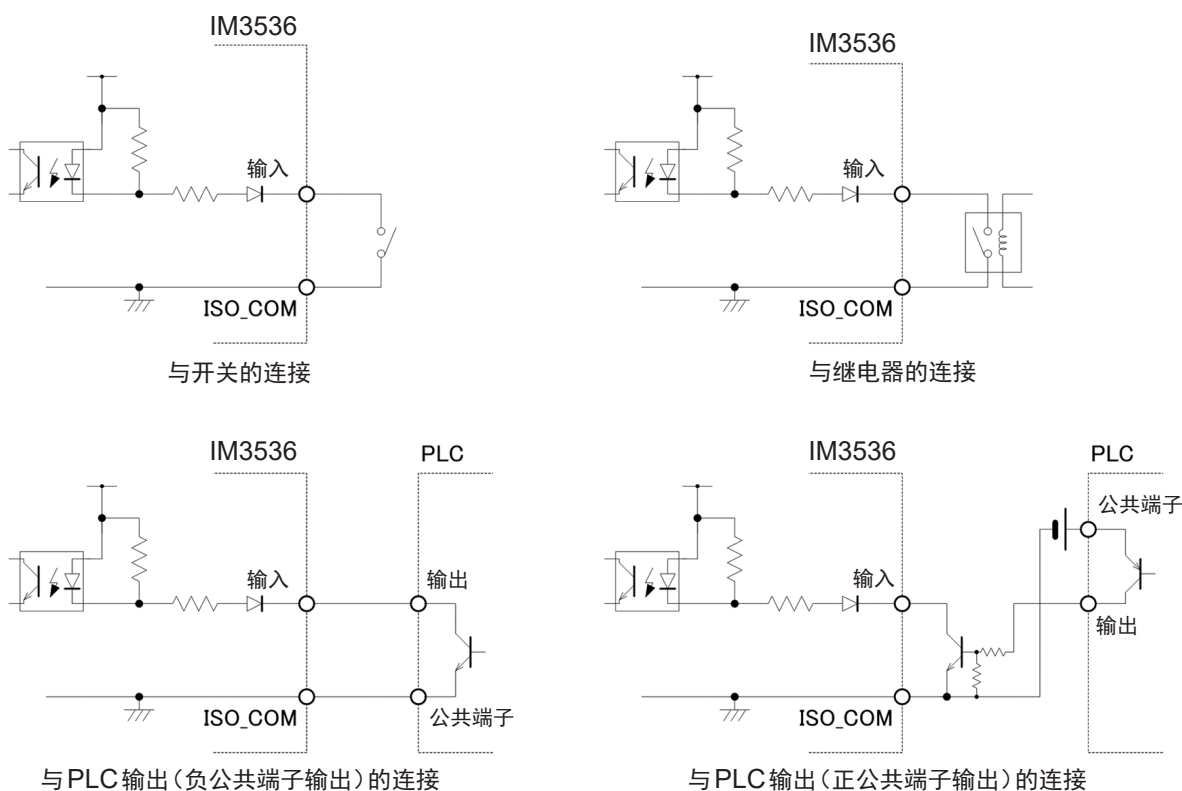 IM3536
输入
ISO_COM
与开关的连接
IM3536
输入
ISO_COM
与继电器的连接
IM3536
PLC
输入
输出
ISO_COM
公共端子
与PLC输出（负公共端子输出）的连接
IM3536
PLC
公共端子
输入
输出
ISO_COM
与PLC输出（正公共端子输出）的连接